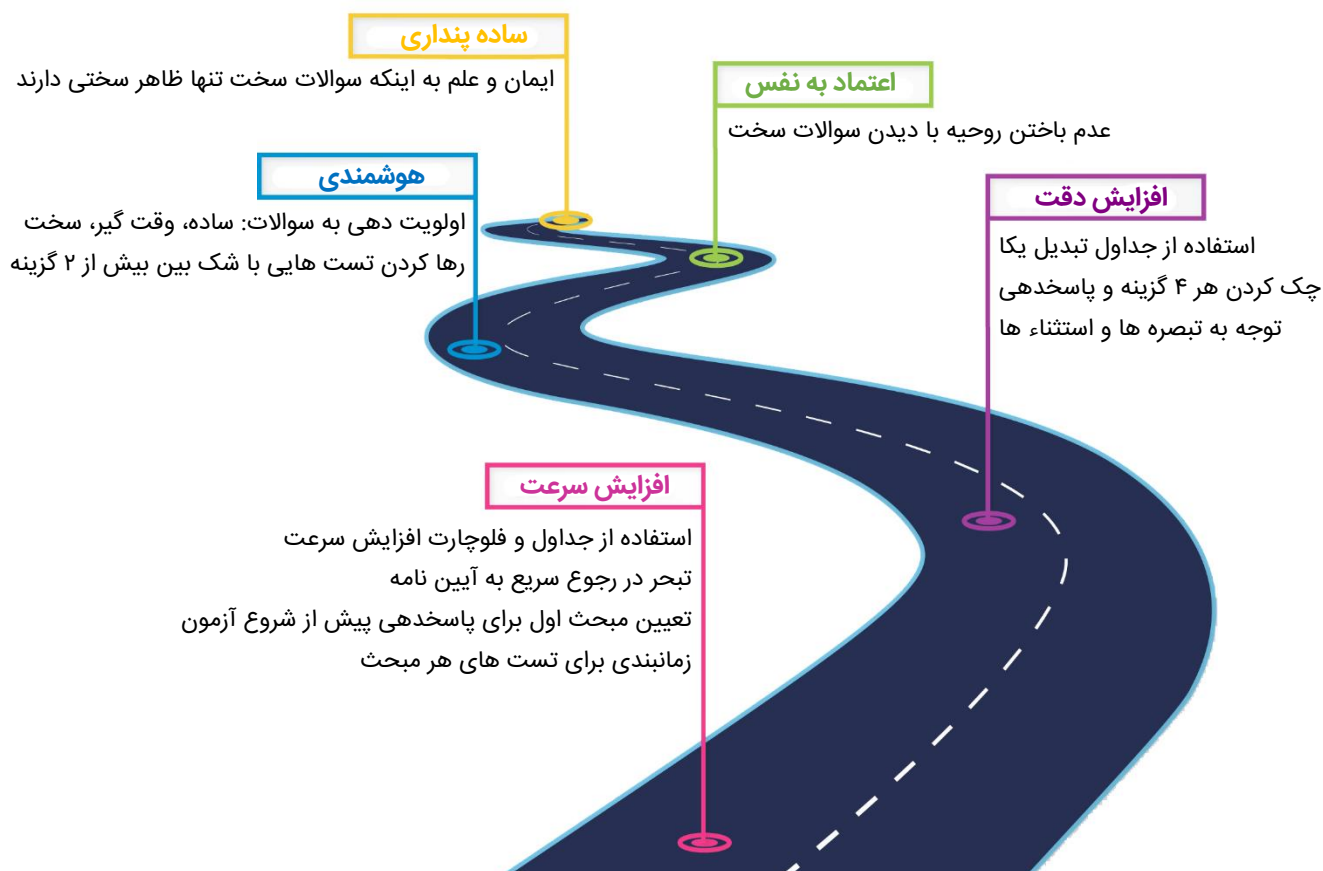 ساده پنداری
ایمان و علم به اینکه سوالات سخت تنها ظاهر سختی دارند
اعتماد به نفس
عدم باختن روحیه با دیدن سوالات سخت
هوشمندی
اولویت دهی به سوالات: ساده، وقت گیر، سخت
رها کردن تست هایی با شک بین بیش از ۲ گزینه
افزایش دقت
استفاده از جداول تبدیل یکا
چک کردن هر ۴ گزینه و پاسخدهی
توجه به تبصره ها و استثناء ها
افزایش سرعت
استفاده از جداول و فلوچارت افزایش سرعت
تبحر در رجوع سریع به آیین نامه
تعیین مبحث اول برای پاسخدهی پیش از شروع آزمون
زمانبندی برای تست های هر مبحث